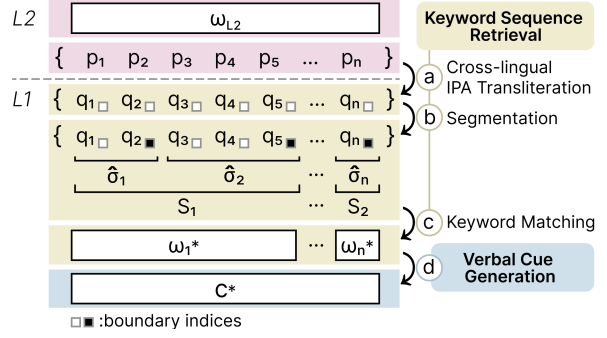 L2 ω_L2 Keyword Sequence Retrieval
{ p₁ p₂ p₃ p₄ p₅ ... pₙ }
a Cross-lingual IPA Transliteration
L1 { q₁□ q₂□ q₃□ q₄□ q₅□ ... qₙ□ }
b Segmentation
{ q₁□ q₂■ q₃□ q₄□ q₅■ ... qₙ■ }
σ̂₁ σ̂₂ ... σ̂ₙ
S₁ ... S₂
c Keyword Matching
ω₁* ... ωₙ*
d Verbal Cue Generation
C*
□■ :boundary indices